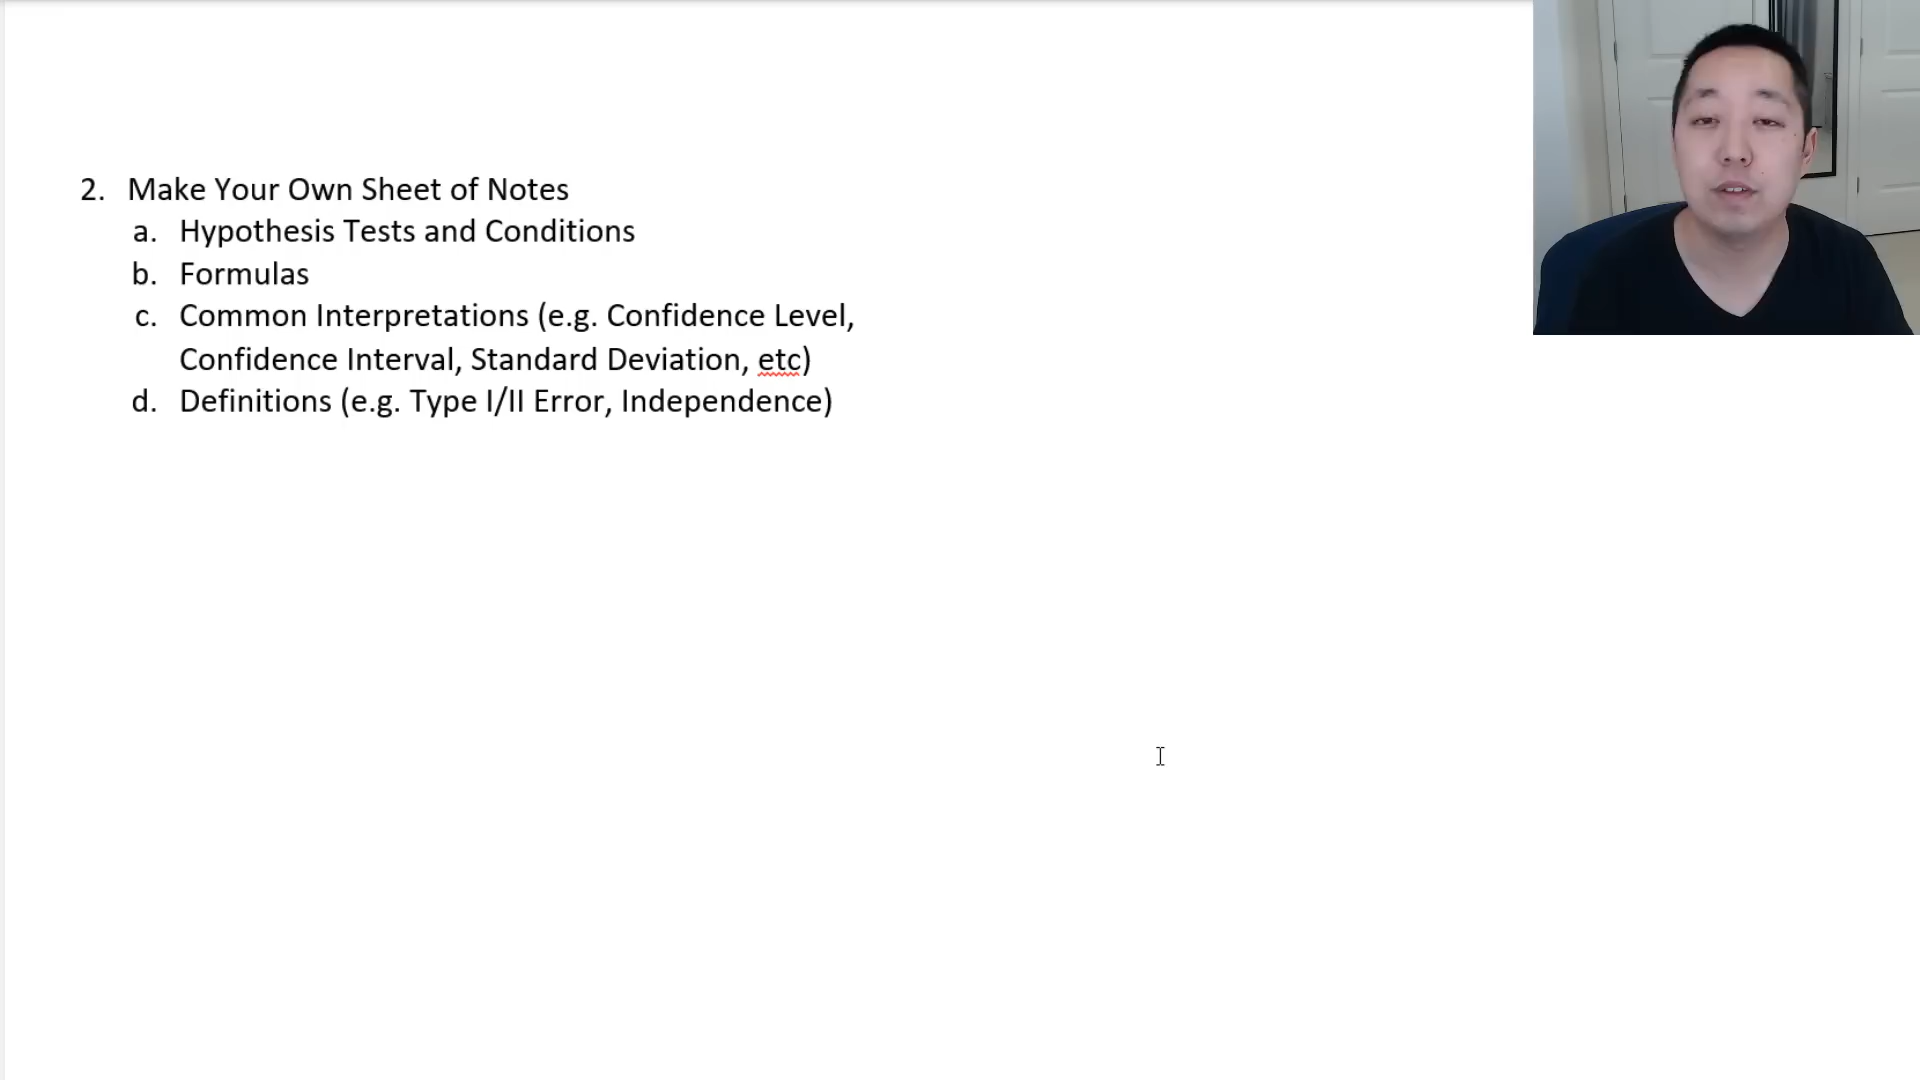 2. Make Your Own Sheet of Notes
a. Hypothesis Tests and Conditions
b. Formulas
c. Common Interpretations (e.g. Confidence Level,
Confidence Interval, Standard Deviation, etc)
d. Definitions (e.g. Type I/II Error, Independence)